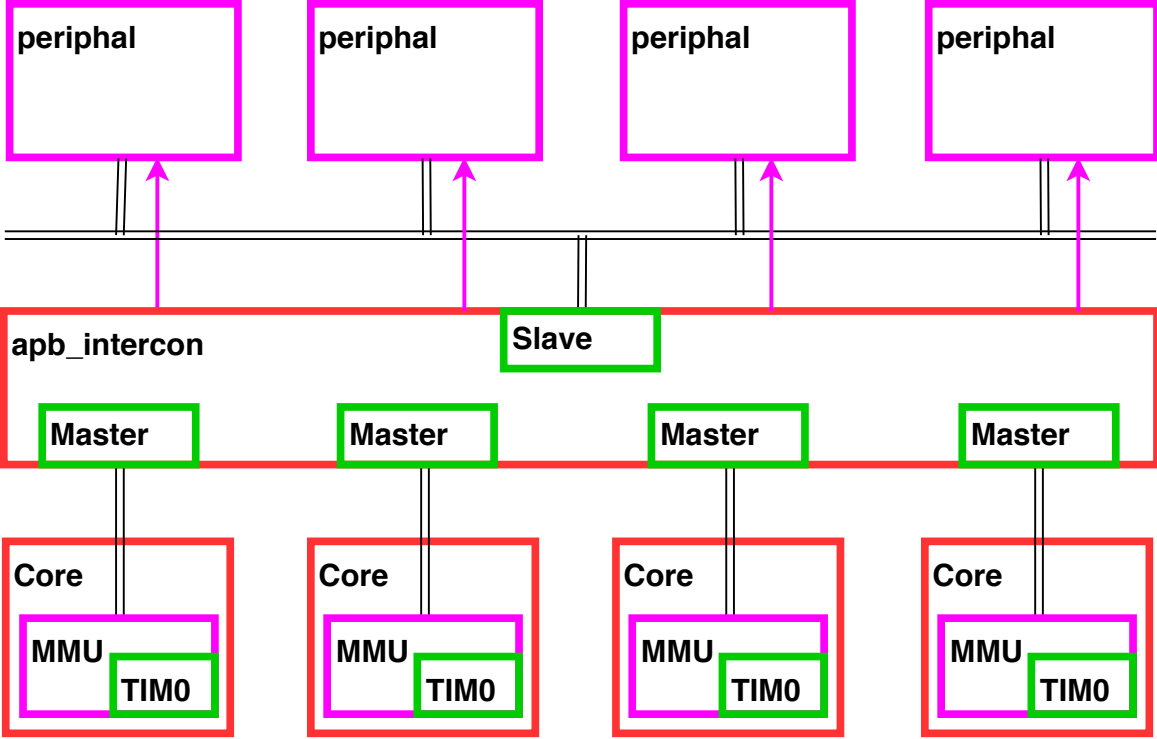 periphal
periphal
periphal
periphal
apb_intercon
Slave
Master
Master
Master
Master
Core
Core
Core
Core
MMU
MMU
MMU
MMU
TIM0
TIM0
TIM0
TIM0